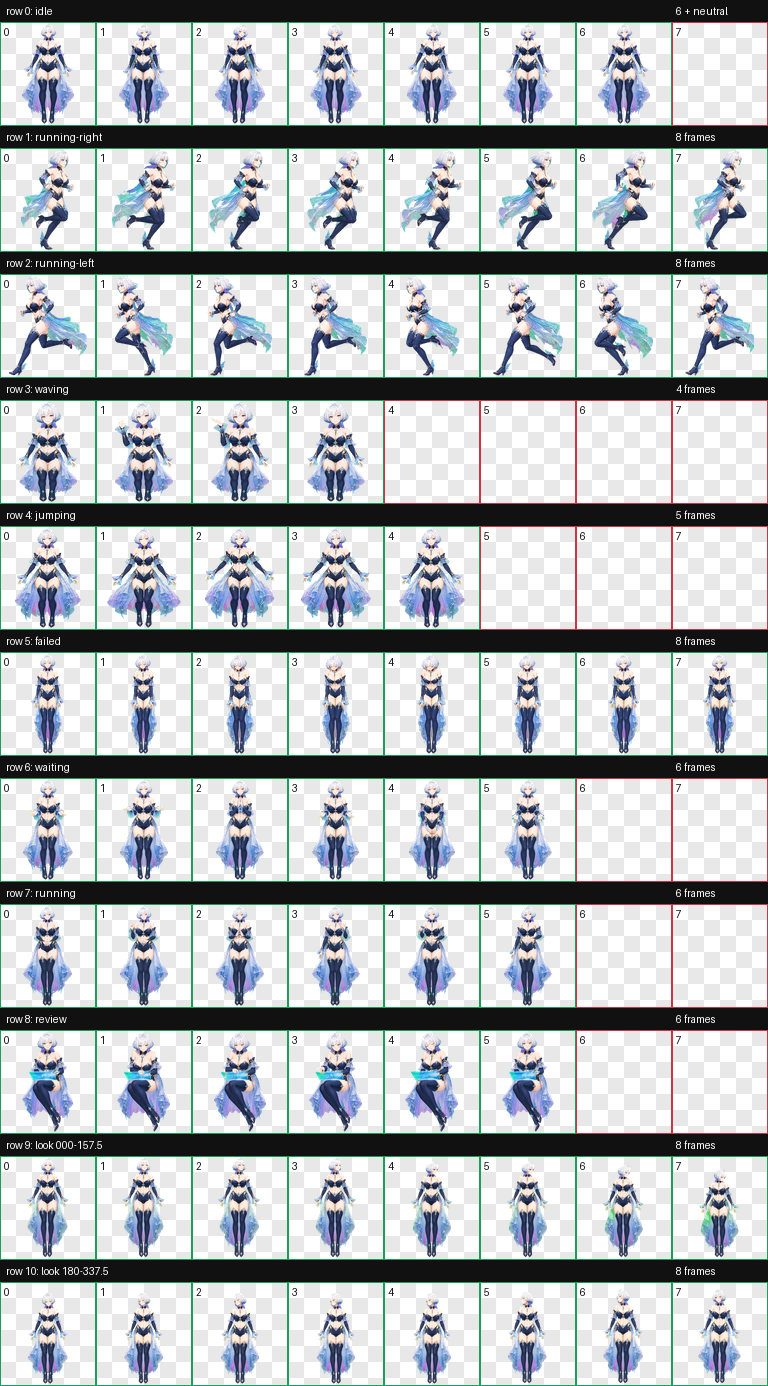 row 0: idle 6 + neutral
0 1 2 3 4 5 6 7
row 1: running-right 8 frames
0 1 2 3 4 5 6 7
row 2: running-left 8 frames
0 1 2 3 4 5 6 7
row 3: waving 4 frames
0 1 2 3 4 5 6 7
row 4: jumping 5 frames
0 1 2 3 4 5 6 7
row 5: failed 8 frames
0 1 2 3 4 5 6 7
row 6: waiting 6 frames
0 1 2 3 4 5 6 7
row 7: running 6 frames
0 1 2 3 4 5 6 7
row 8: review 6 frames
0 1 2 3 4 5 6 7
row 9: look 000-157.5 8 frames
0 1 2 3 4 5 6 7
row 10: look 180-337.5 8 frames
0 1 2 3 4 5 6 7